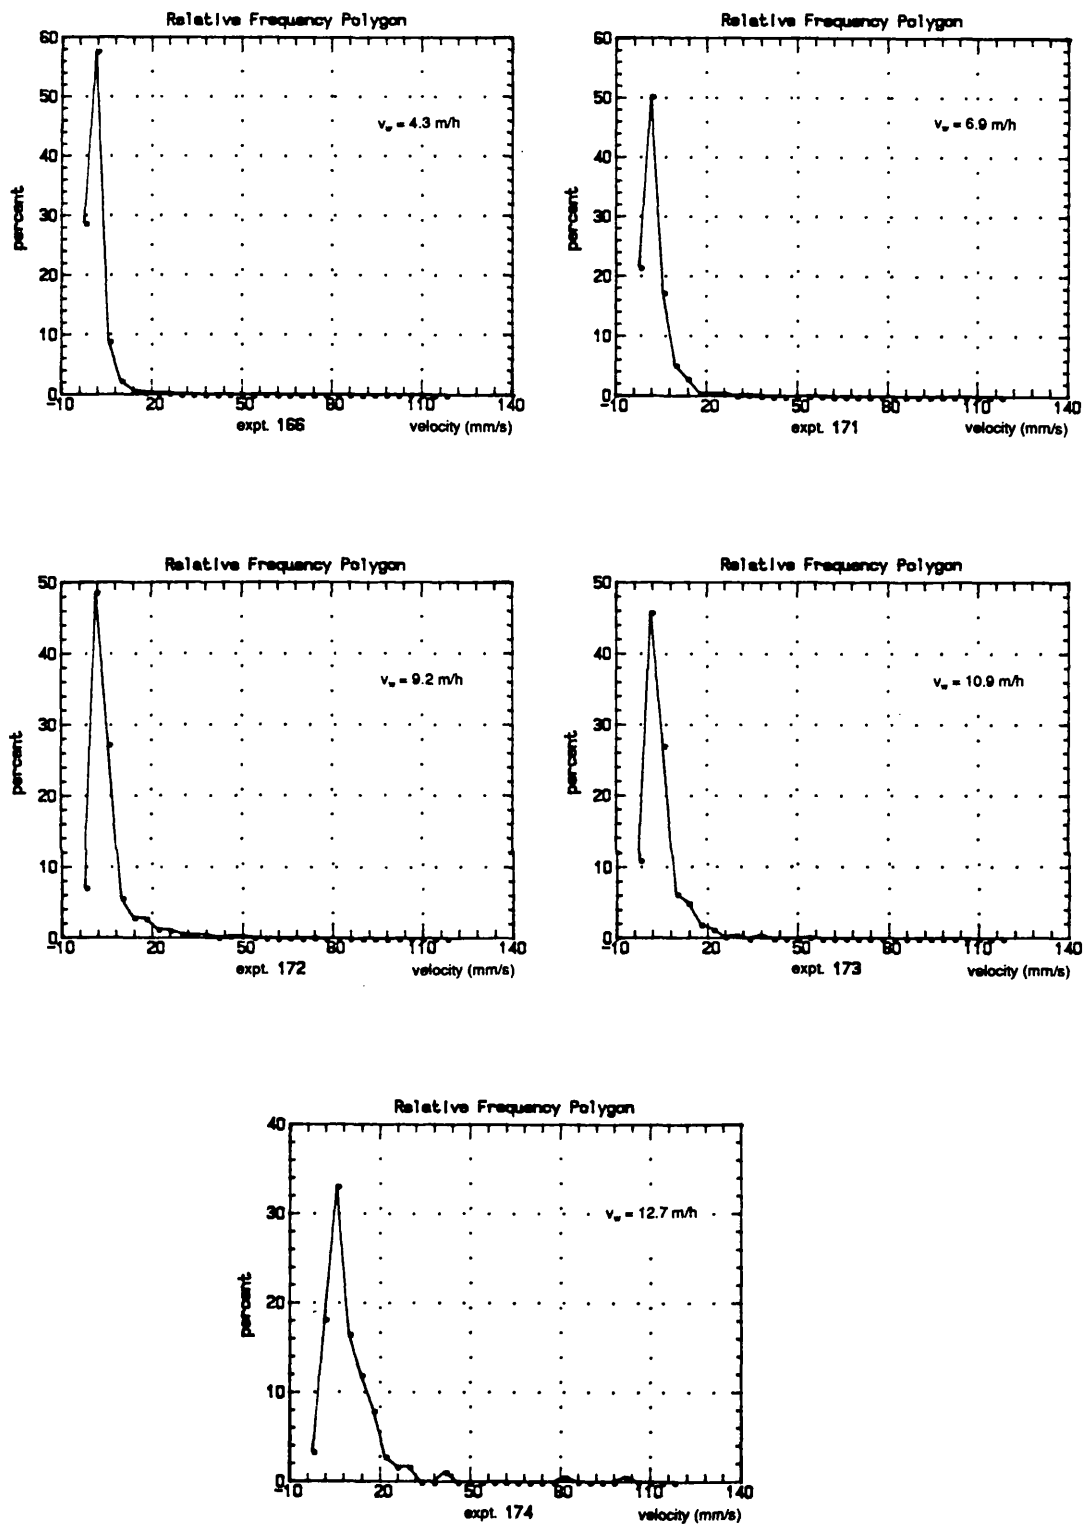 Relative Frequency Polygon
60
50
40
30
20
10
0
percent
v_w = 4.3 m/h
-10 20 50 80 110 140
expt. 166 velocity (mm/s)
Relative Frequency Polygon
60
50
40
30
20
10
0
percent
v_w = 6.9 m/h
-10 20 50 80 110 140
expt. 171 velocity (mm/s)
Relative Frequency Polygon
50
40
30
20
10
0
percent
v_w = 9.2 m/h
-10 20 50 80 110 140
expt. 172 velocity (mm/s)
Relative Frequency Polygon
50
40
30
20
10
0
percent
v_w = 10.9 m/h
-10 20 50 80 110 140
expt. 173 velocity (mm/s)
Relative Frequency Polygon
40
30
20
10
0
percent
v_w = 12.7 m/h
-10 20 50 80 110 140
expt. 174 velocity (mm/s)